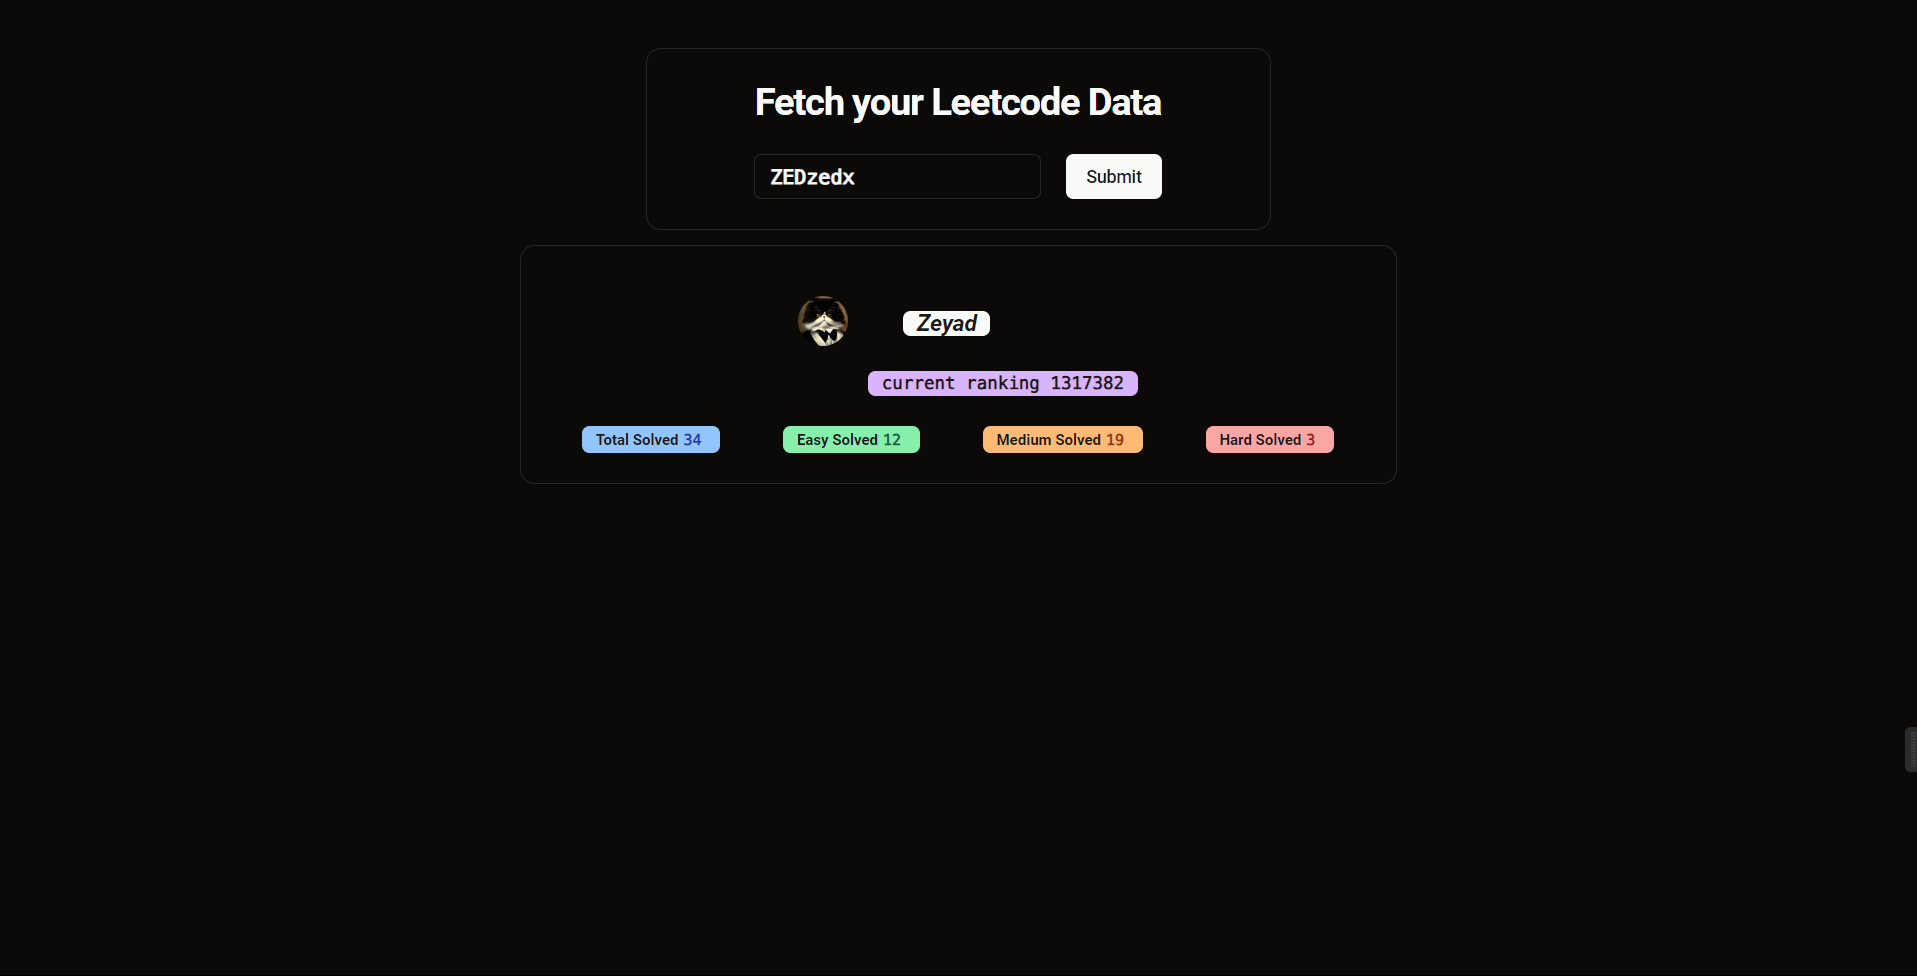 Fetch your Leetcode Data
ZEDzedx
Submit
Zeyad
current ranking 1317382
Total Solved 34
Easy Solved 12
Medium Solved 19
Hard Solved 3